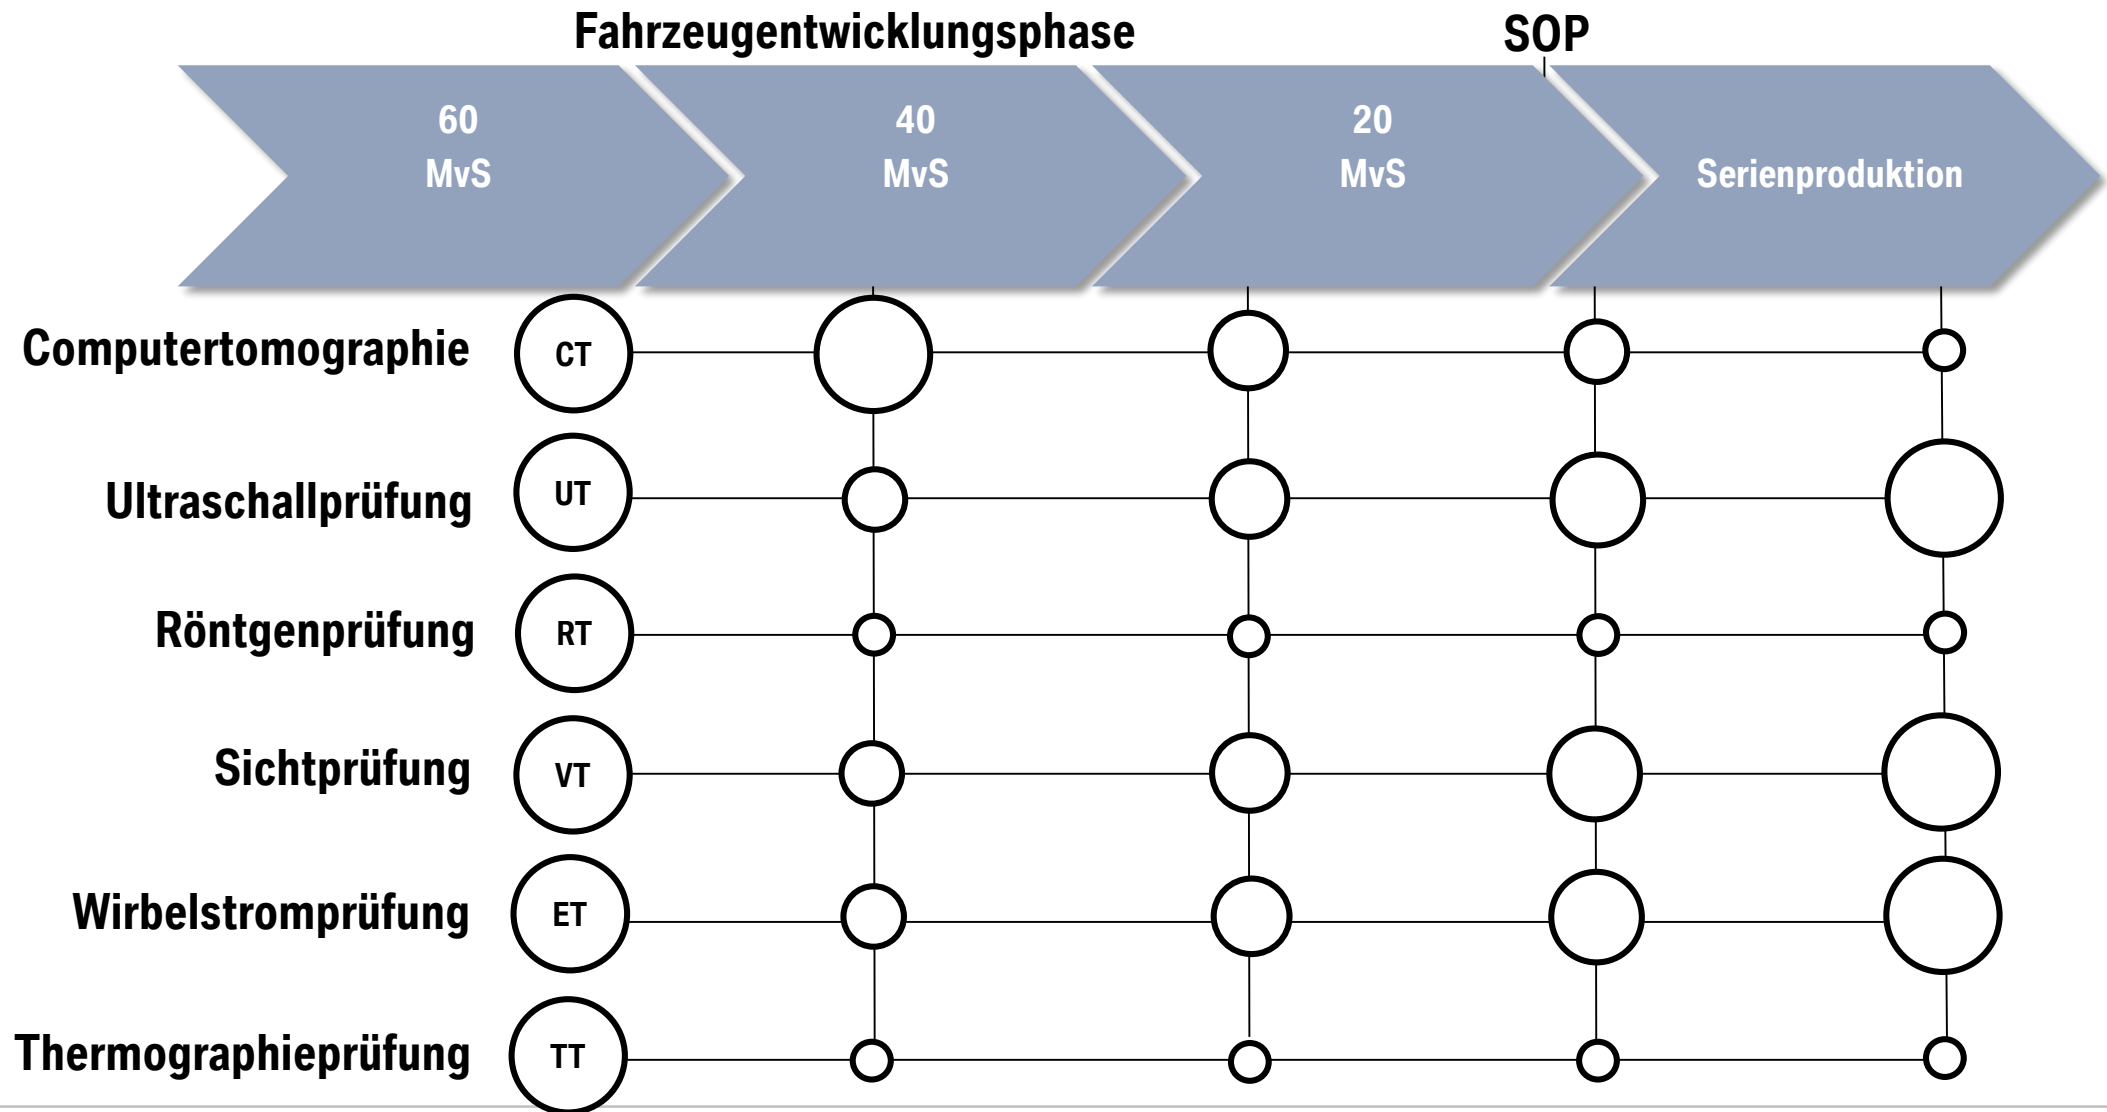 Fahrzeugentwicklungsphase
SOP
60
MvS
40
MvS
20
MvS
Serienproduktion
Computertomographie
CT
Ultraschallprüfung
UT
Röntgenprüfung
RT
Sichtprüfung
VT
Wirbelstromprüfung
ET
Thermographieprüfung
TT